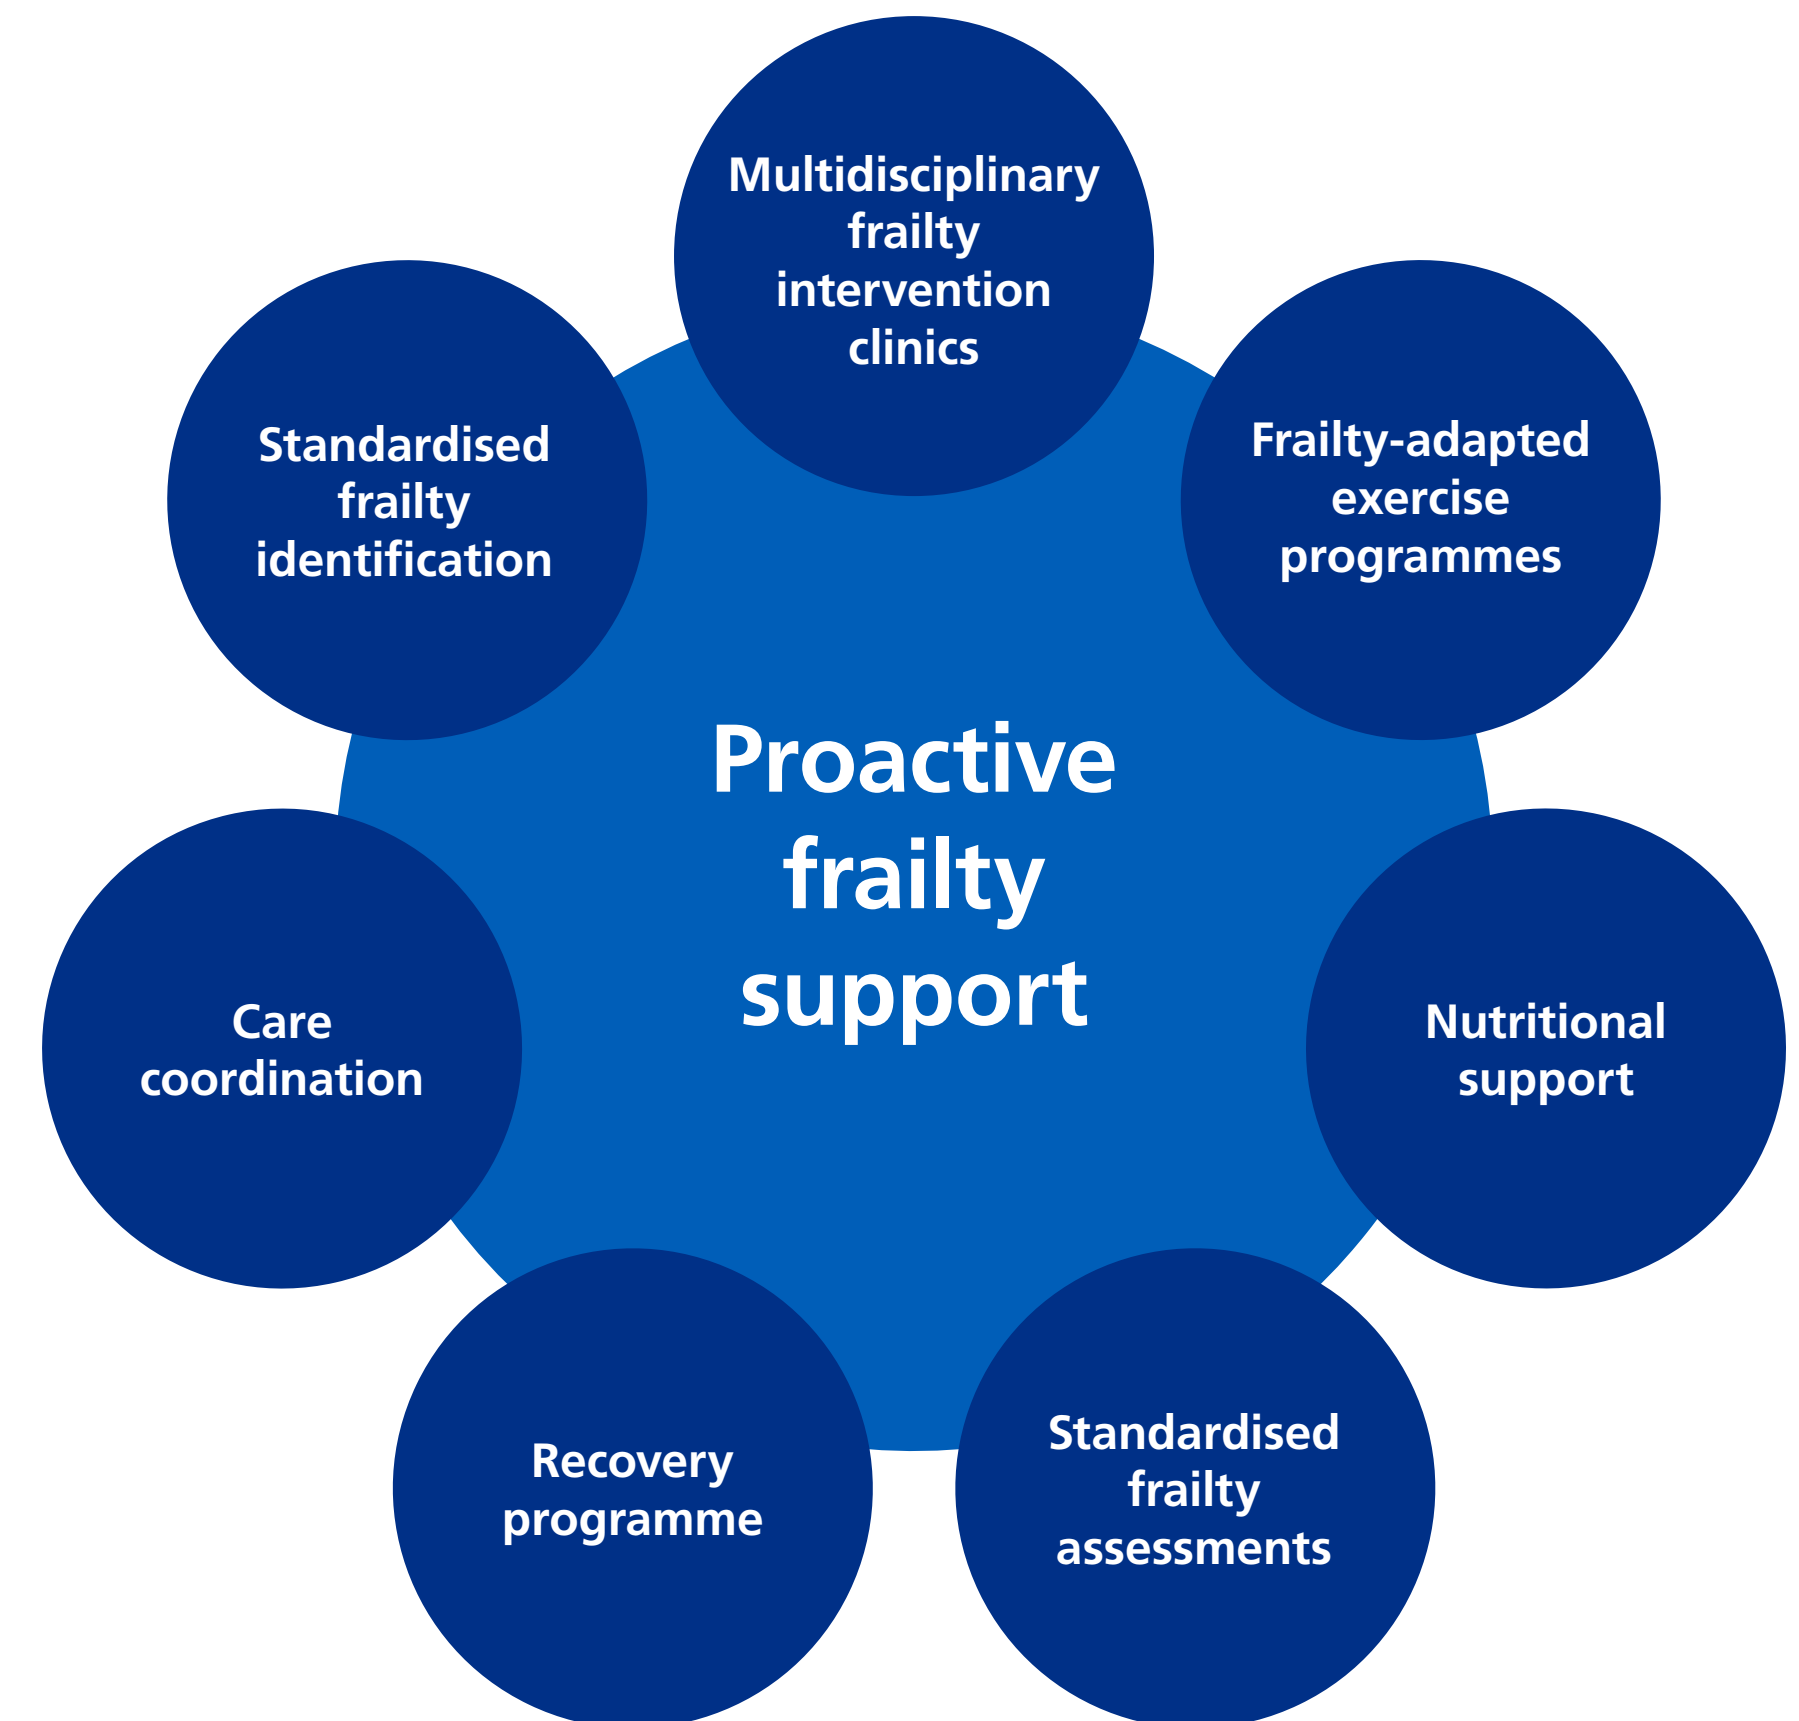 Multidisciplinary
frailty
intervention
clinics
Frailty-adapted
exercise
programmes
Nutritional
support
Standardised
frailty
assessments
Recovery
programme
Care
coordination
Standardised
frailty
identification
Proactive
frailty
support